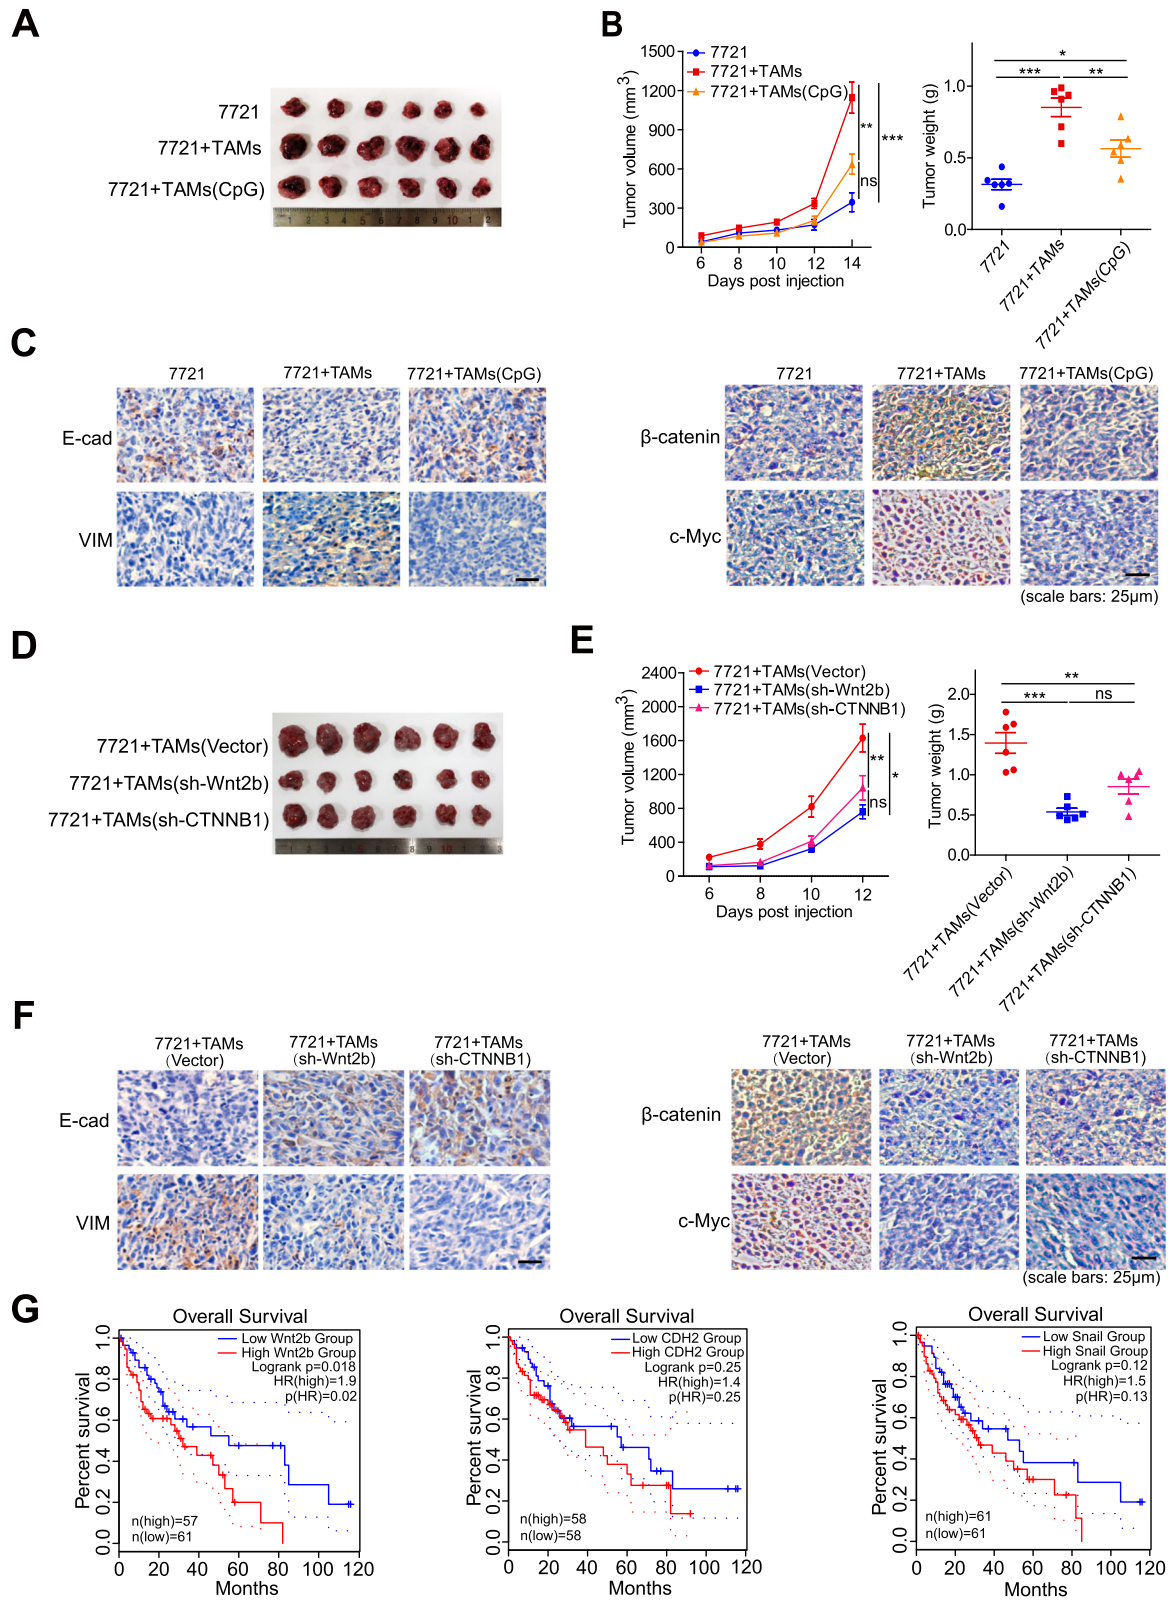 A
7721
7721+TAMs
7721+TAMs(CpG)
1 2 3 4 5 6 7 8 9 10 1 2
B
Tumor volume (mm3)
1500
1200
900
600
300
0
7721
7721+TAMs
7721+TAMs(CpG)
**
***
ns
6 8 10 12 14
Days post injection
Tumor weight (g)
1.0
0.5
0.0
*
*** **
7721
7721+TAMs
7721+TAMs(CpG)
C
7721 7721+TAMs 7721+TAMs(CpG)
E-cad
VIM
7721 7721+TAMs 7721+TAMs(CpG)
β-catenin
c-Myc
(scale bars: 25μm)
D
7721+TAMs(Vector)
7721+TAMs(sh-Wnt2b)
7721+TAMs(sh-CTNNB1)
E
Tumor volume (mm3)
2400
2000
1600
1200
800
400
0
7721+TAMs(Vector)
7721+TAMs(sh-Wnt2b)
7721+TAMs(sh-CTNNB1)
**
*
ns
6 8 10 12
Days post injection
Tumor weight (g)
2.0
1.5
1.0
0.5
0.0
**
*** ns
7721+TAMs(Vector)
7721+TAMs(sh-Wnt2b)
7721+TAMs(sh-CTNNB1)
F
7721+TAMs 7721+TAMs 7721+TAMs
(Vector) (sh-Wnt2b) (sh-CTNNB1)
E-cad
VIM
7721+TAMs 7721+TAMs 7721+TAMs
(Vector) (sh-Wnt2b) (sh-CTNNB1)
β-catenin
c-Myc
(scale bars: 25μm)
G
Overall Survival
Low Wnt2b Group
High Wnt2b Group
Logrank p=0.018
HR(high)=1.9
p(HR)=0.02
n(high)=57
n(low)=61
Percent survival
1.0
0.8
0.6
0.4
0.2
0.0
0 20 40 60 80 100 120
Months
Overall Survival
Low CDH2 Group
High CDH2 Group
Logrank p=0.25
HR(high)=1.4
p(HR)=0.25
n(high)=58
n(low)=58
Percent survival
1.0
0.8
0.6
0.4
0.2
0.0
0 20 40 60 80 100 120
Months
Overall Survival
Low Snail Group
High Snail Group
Logrank p=0.12
HR(high)=1.5
p(HR)=0.13
n(high)=61
n(low)=61
Percent survival
1.0
0.8
0.6
0.4
0.2
0.0
0 20 40 60 80 100 120
Months